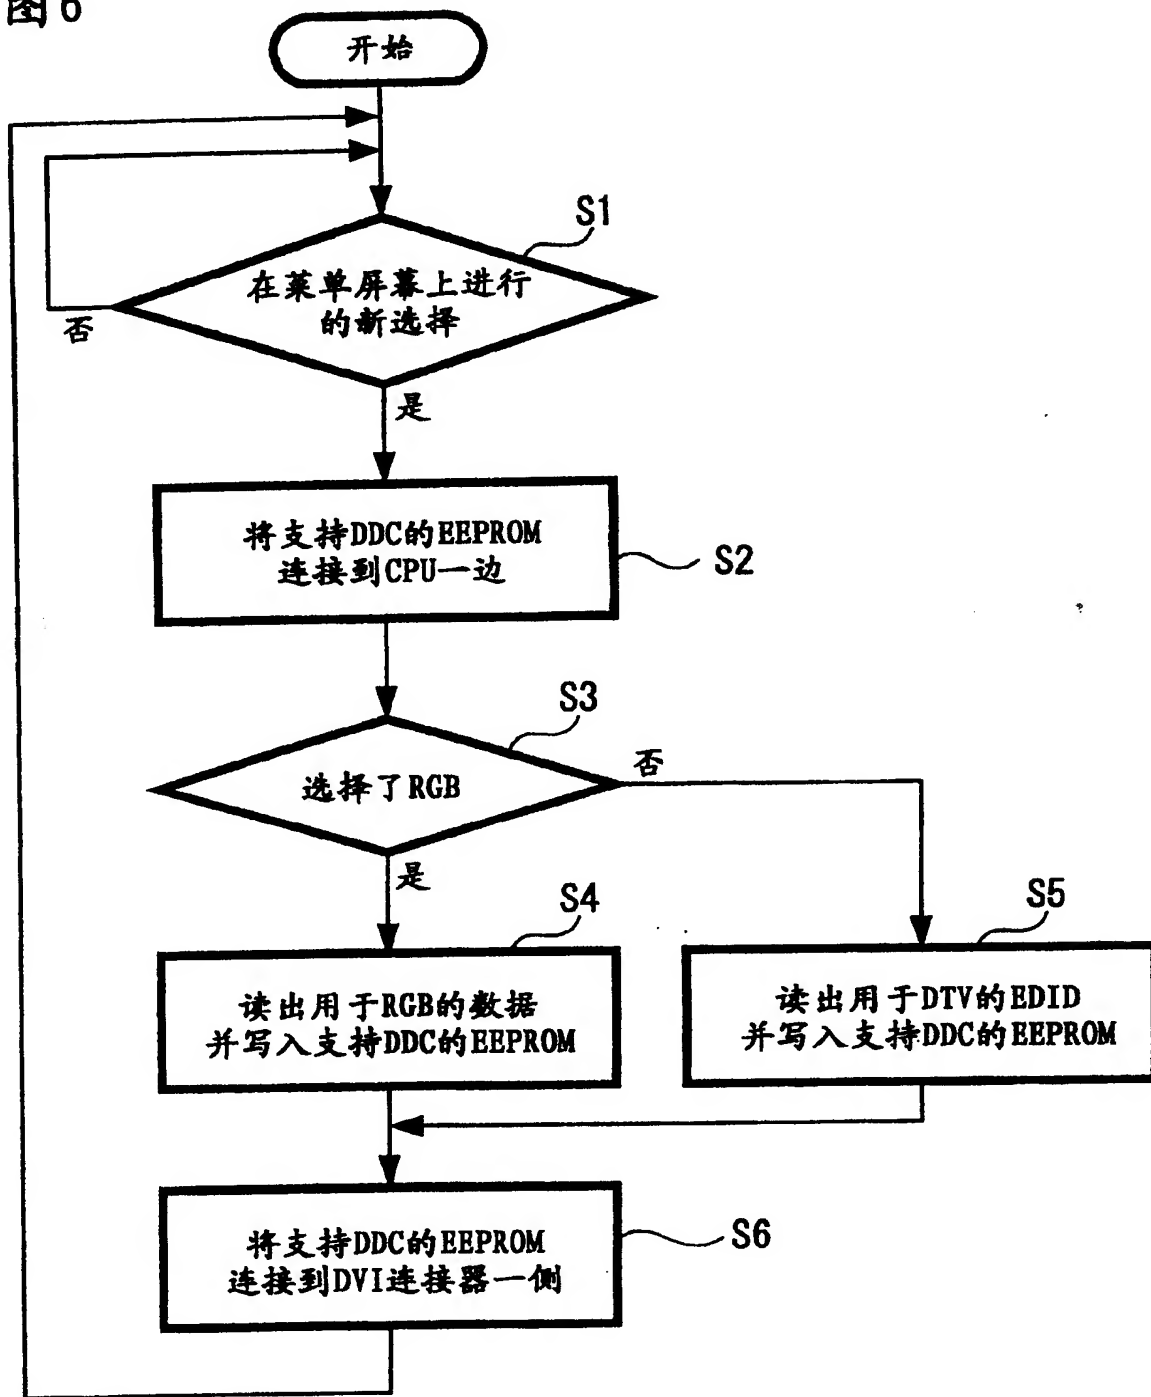 图6
开始
S1
在菜单屏幕上进行
的新选择
否
是
将支持DDC的EEPROM
连接到CPU一边
S2
S3
选择了RGB
否
是
S4
S5
读出用于RGB的数据
并写入支持DDC的EEPROM
读出用于DTV的EDID
并写入支持DDC的EEPROM
将支持DDC的EEPROM
连接到DVI连接器一侧
S6